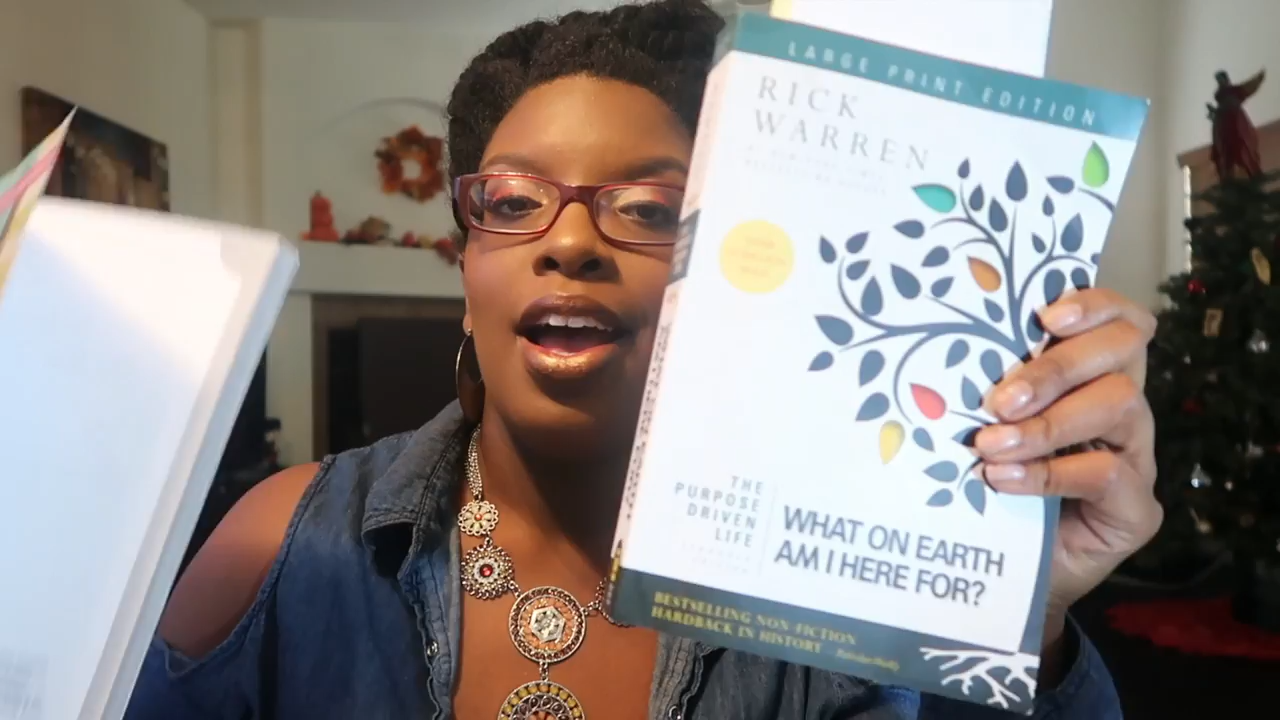 LARGE PRINT EDITION
RICK
WARREN
THE
PURPOSE
DRIVEN
LIFE
WHAT ON EARTH
AM I HERE FOR?
BESTSELLING NON-FICTION
HARDBACK IN HISTORY